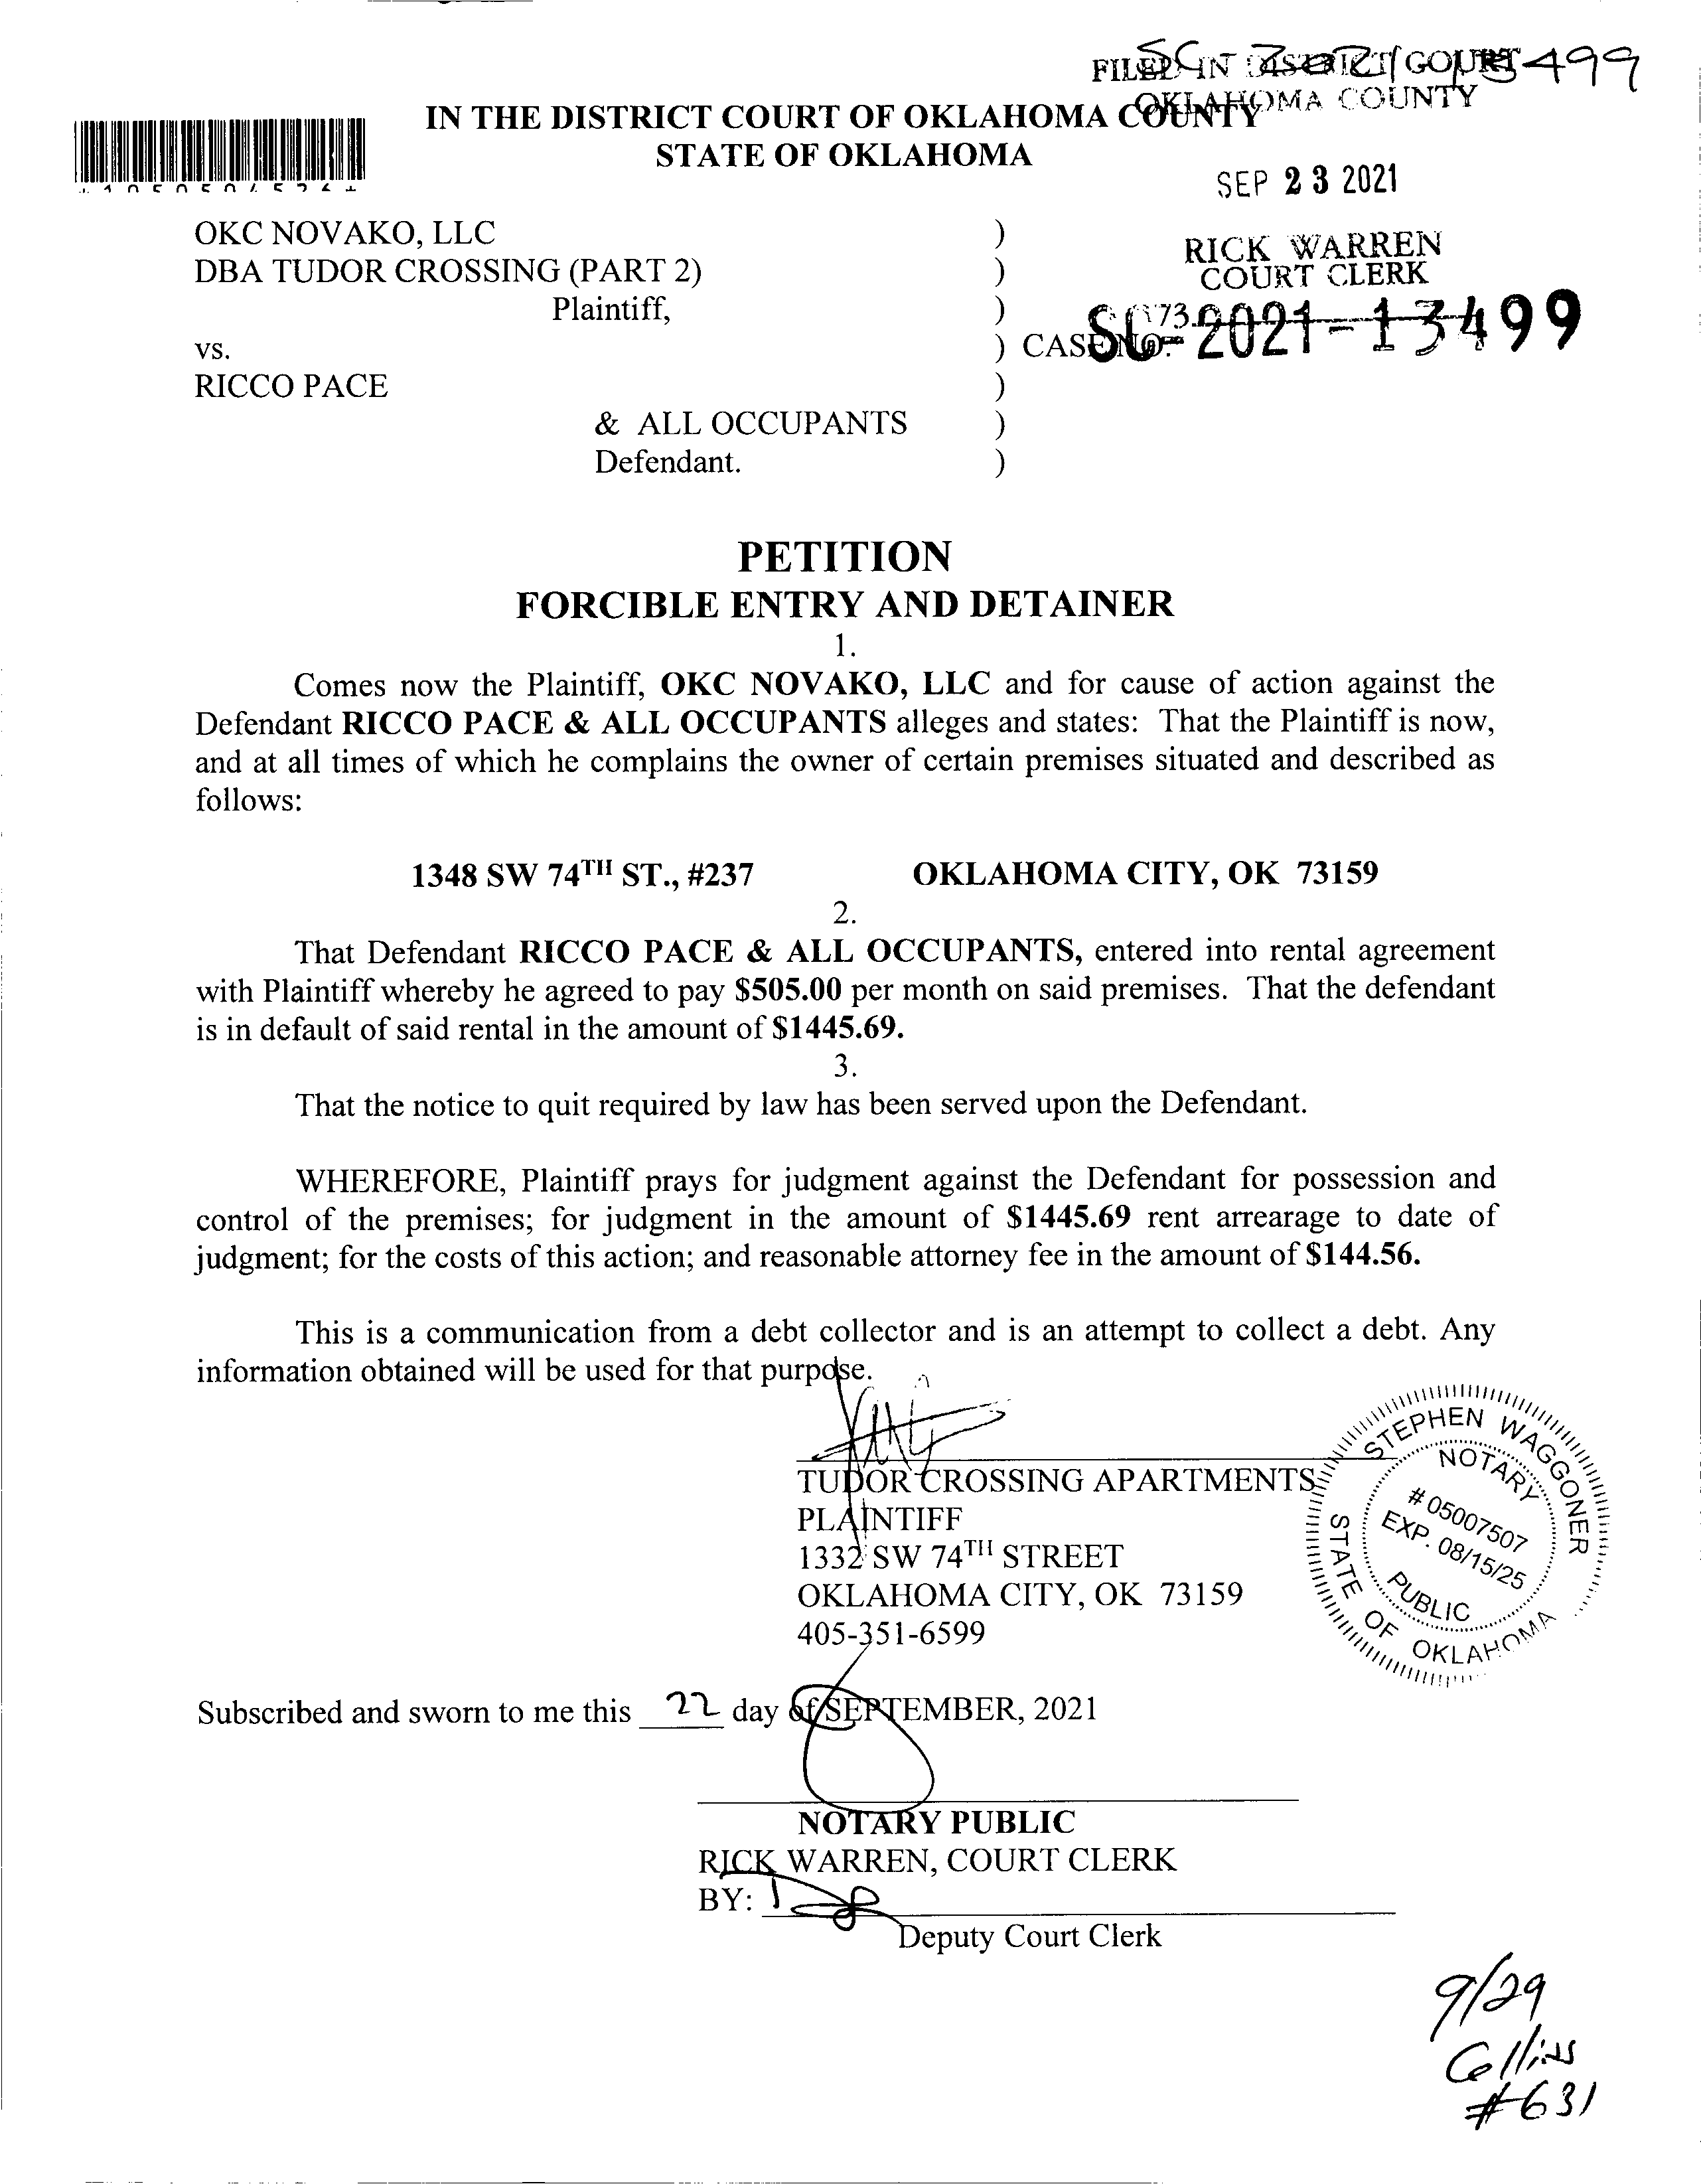 SC-2021-13499
FILED IN DISTRICT COURT
OKLAHOMA COUNTY
IN THE DISTRICT COURT OF OKLAHOMA COUNTY
STATE OF OKLAHOMA
SEP 23 2021
RICK WARREN
COURT CLERK
OKC NOVAKO, LLC )
DBA TUDOR CROSSING (PART 2) )
Plaintiff, )
vs. ) CASE NO. SC-2021-13499
RICCO PACE )
& ALL OCCUPANTS )
Defendant. )
PETITION
FORCIBLE ENTRY AND DETAINER
1.
Comes now the Plaintiff, OKC NOVAKO, LLC and for cause of action against the
Defendant RICCO PACE & ALL OCCUPANTS alleges and states: That the Plaintiff is now,
and at all times of which he complains the owner of certain premises situated and described as
follows:
1348 SW 74TH ST., #237 OKLAHOMA CITY, OK 73159
2.
That Defendant RICCO PACE & ALL OCCUPANTS, entered into rental agreement
with Plaintiff whereby he agreed to pay $505.00 per month on said premises. That the defendant
is in default of said rental in the amount of $1445.69.
3.
That the notice to quit required by law has been served upon the Defendant.
WHEREFORE, Plaintiff prays for judgment against the Defendant for possession and
control of the premises; for judgment in the amount of $1445.69 rent arrearage to date of
judgment; for the costs of this action; and reasonable attorney fee in the amount of $144.56.
This is a communication from a debt collector and is an attempt to collect a debt. Any
information obtained will be used for that purpose.
TUDOR CROSSING APARTMENTS
PLAINTIFF
1332 SW 74TH STREET
OKLAHOMA CITY, OK 73159
405-351-6599
STEPHEN WAGGONER
NOTARY
# 05007507
EXP. 08/15/25
PUBLIC
STATE OF OKLAHOMA
Subscribed and sworn to me this 22 day of SEPTEMBER, 2021
NOTARY PUBLIC
RICK WARREN, COURT CLERK
BY:
Deputy Court Clerk
9/29
Collins
#631